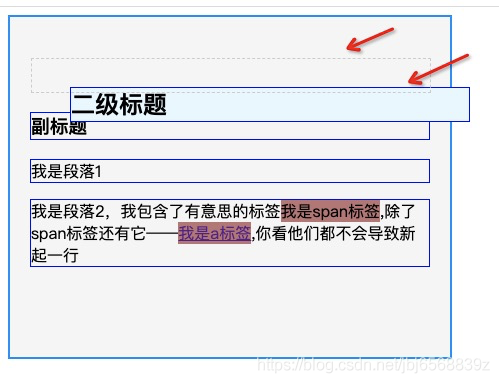 二级标题
副标题
我是段落1
我是段落2，我包含了有意思的标签我是span标签,除了
span标签还有它——我是a标签,你看他们都不会导致新
起一行
https://blog.csdn.net/jbj6568839z